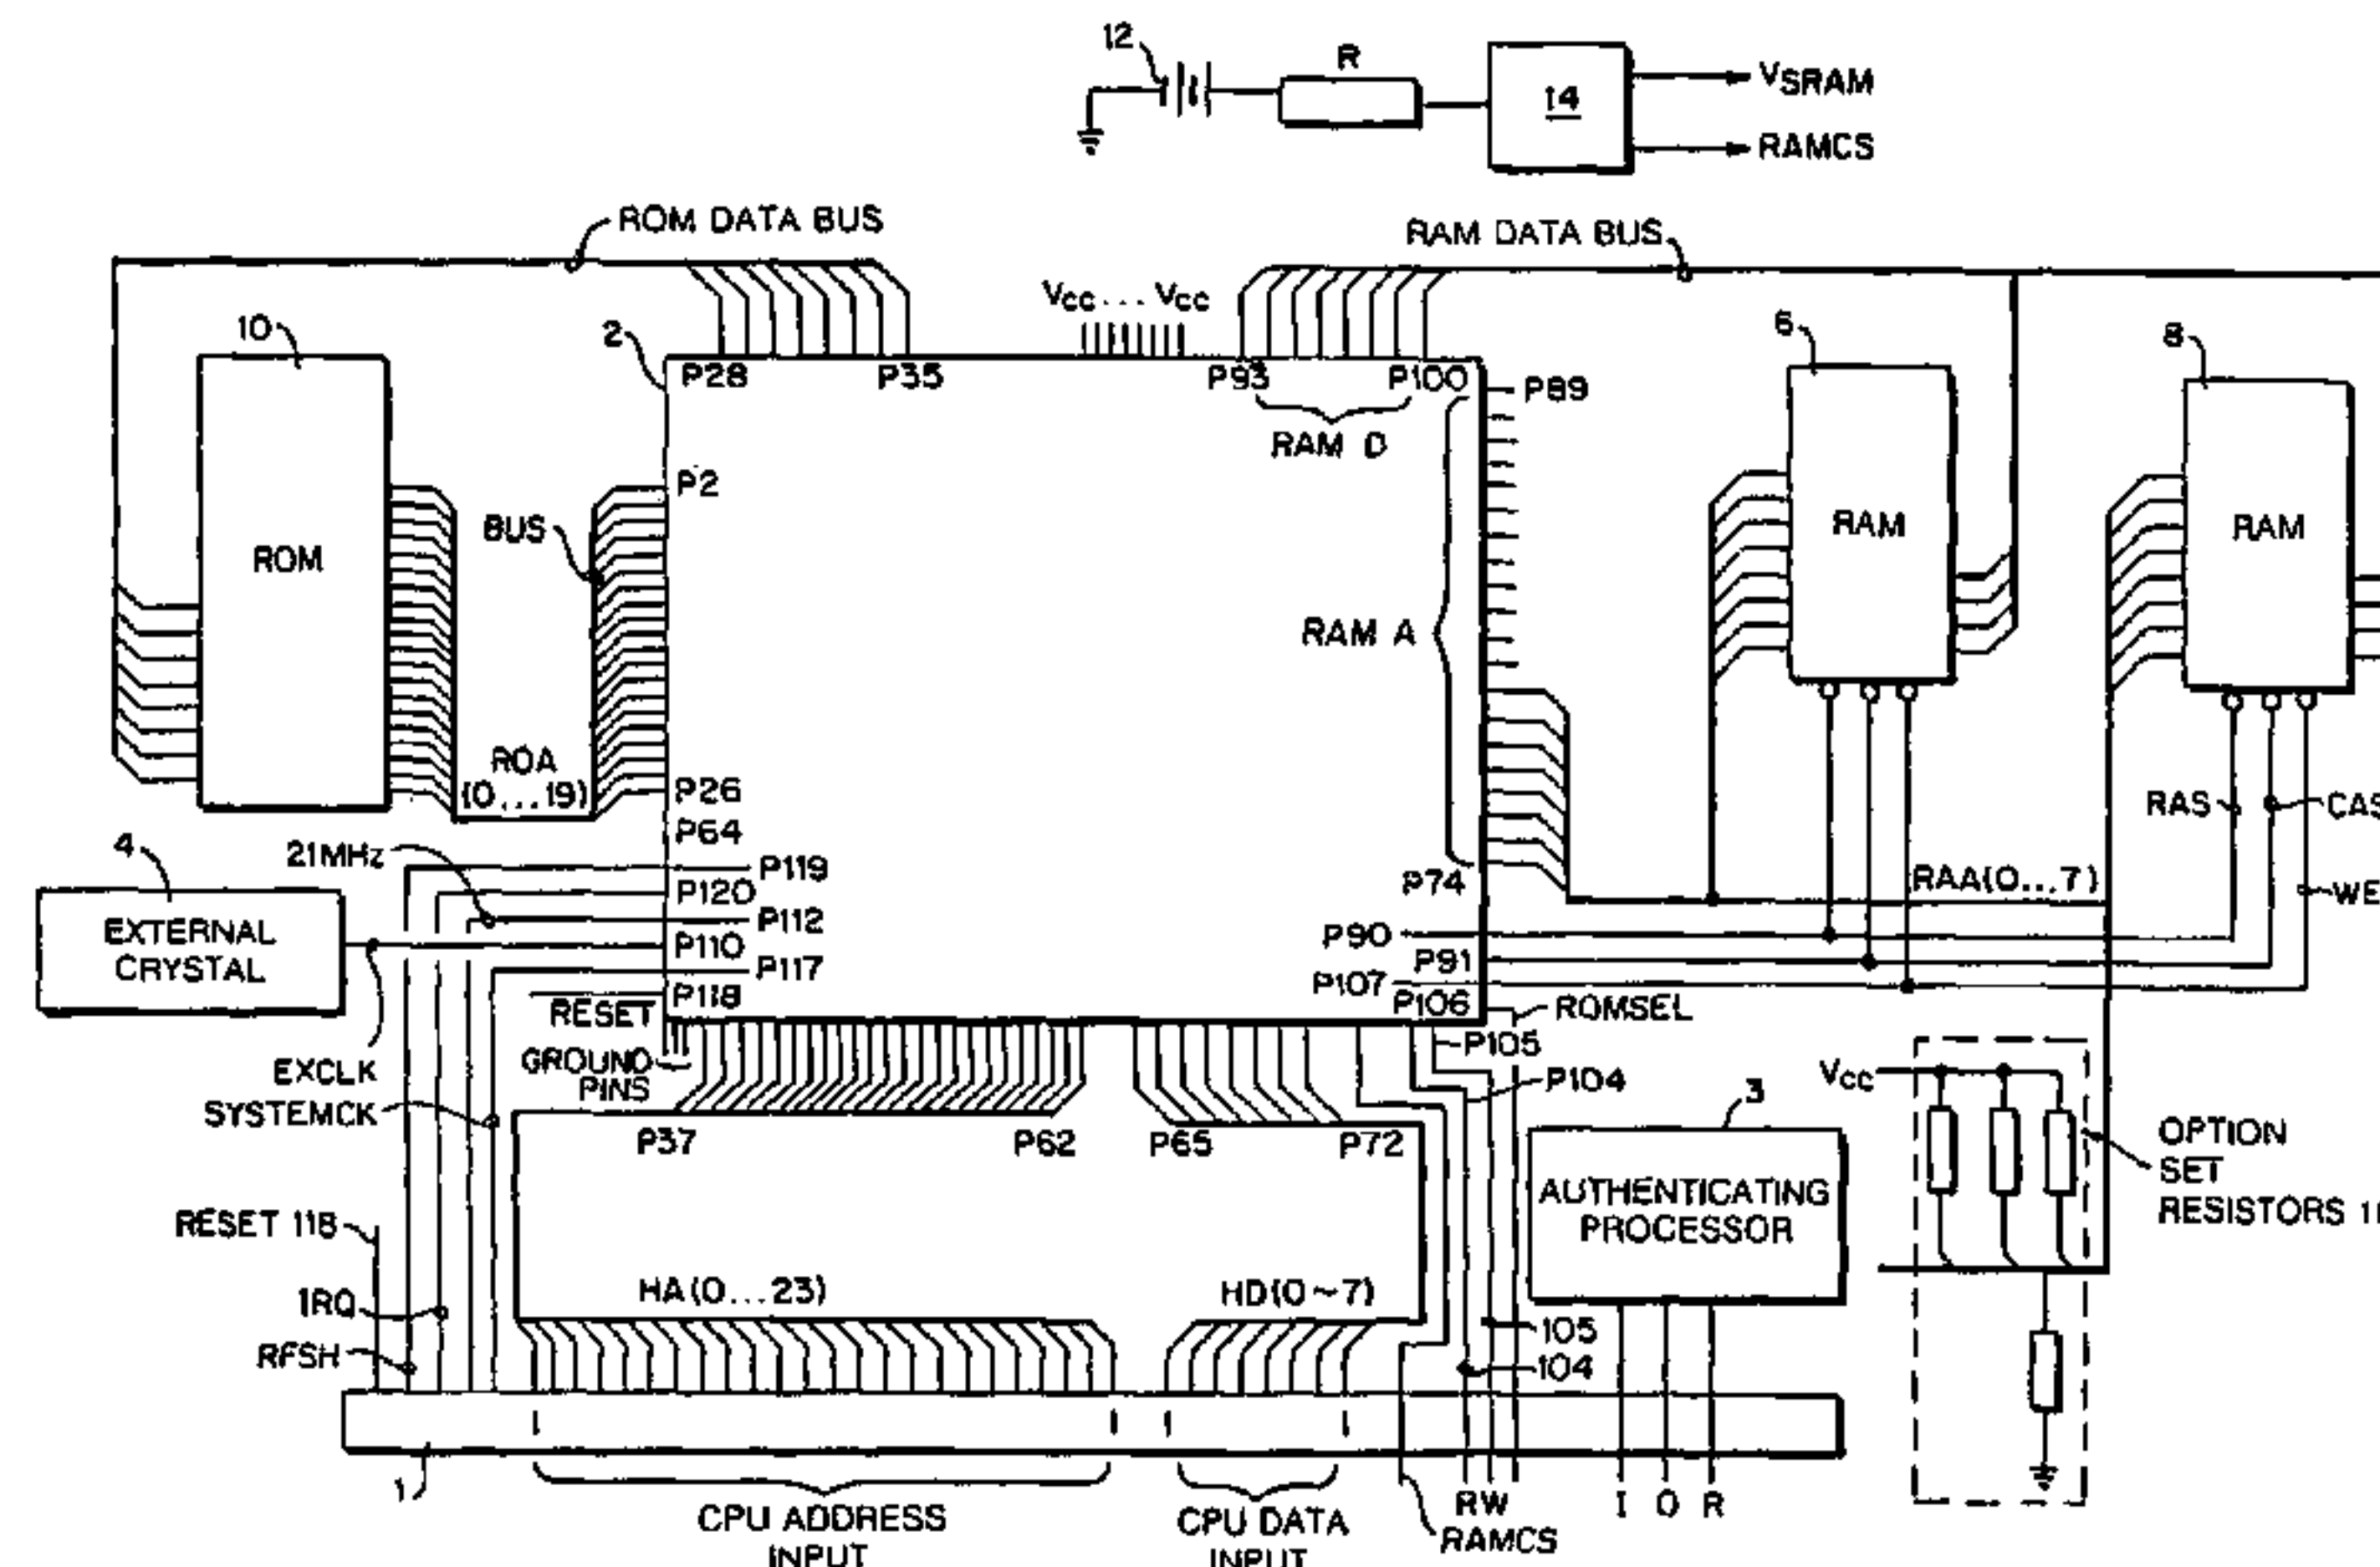 12
R
14
VSRAM
RAMCS
ROM DATA BUS
RAM DATA BUS
Vcc...Vcc
10
2
6
8
P28
P35
P93
P100
P89
RAM D
P2
BUS
ROM
RAM
RAM
RAM A
ROA
(0...19)
P26
P64
4
21MHz
P119
P120
P112
P110
P117
P118
P74
P90
P91
P107
P106
RAA(0...7)
RAS
CAS
WE
EXTERNAL
CRYSTAL
RESET
GROUND
PINS
ROMSEL
P105
P104
EXCLK
SYSTEMCK
3
Vcc
P37
P62
P65
P72
AUTHENTICATING
PROCESSOR
OPTION
SET
RESISTORS
RESET 118
IRQ
RFSH
HA(0...23)
HD(0~7)
105
104
1
CPU ADDRESS
INPUT
CPU DATA
INPUT
R W
RAMCS
I O R